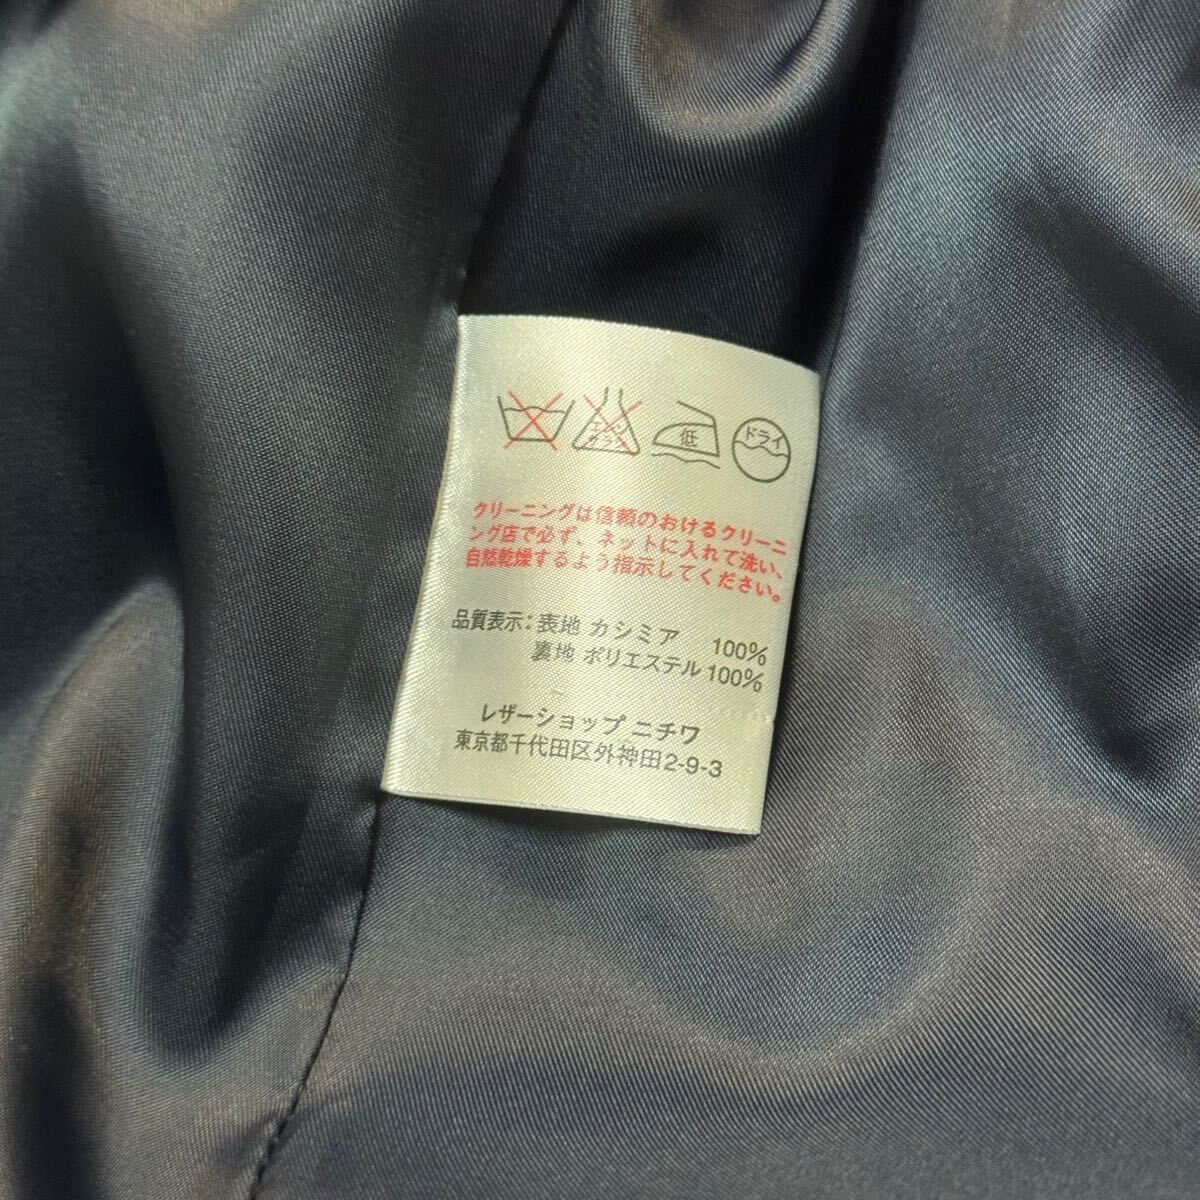 エンソ
サラシ
低
ドライ
クリーニングは信頼のおけるクリーニ
ング店で必ず、ネットに入れて洗い、
自然乾燥するよう指示してください。
品質表示：表地 カシミア 100%
裏地 ポリエステル 100%
レザーショップ ニチワ
東京都千代田区外神田2-9-3